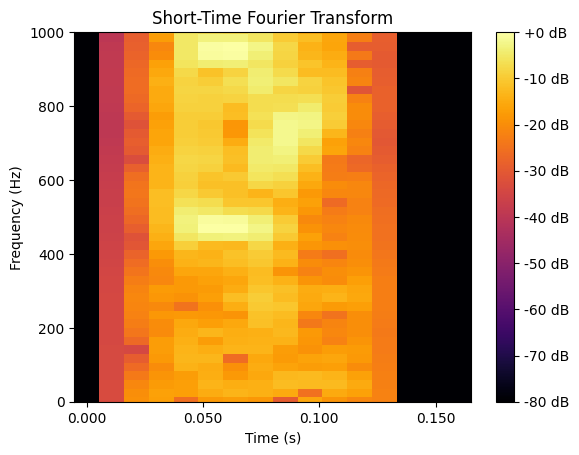 Short-Time Fourier Transform
1000
800
600
400
200
0
Frequency (Hz)
0.000
0.050
0.100
0.150
Time (s)
+0 dB
-10 dB
-20 dB
-30 dB
-40 dB
-50 dB
-60 dB
-70 dB
-80 dB